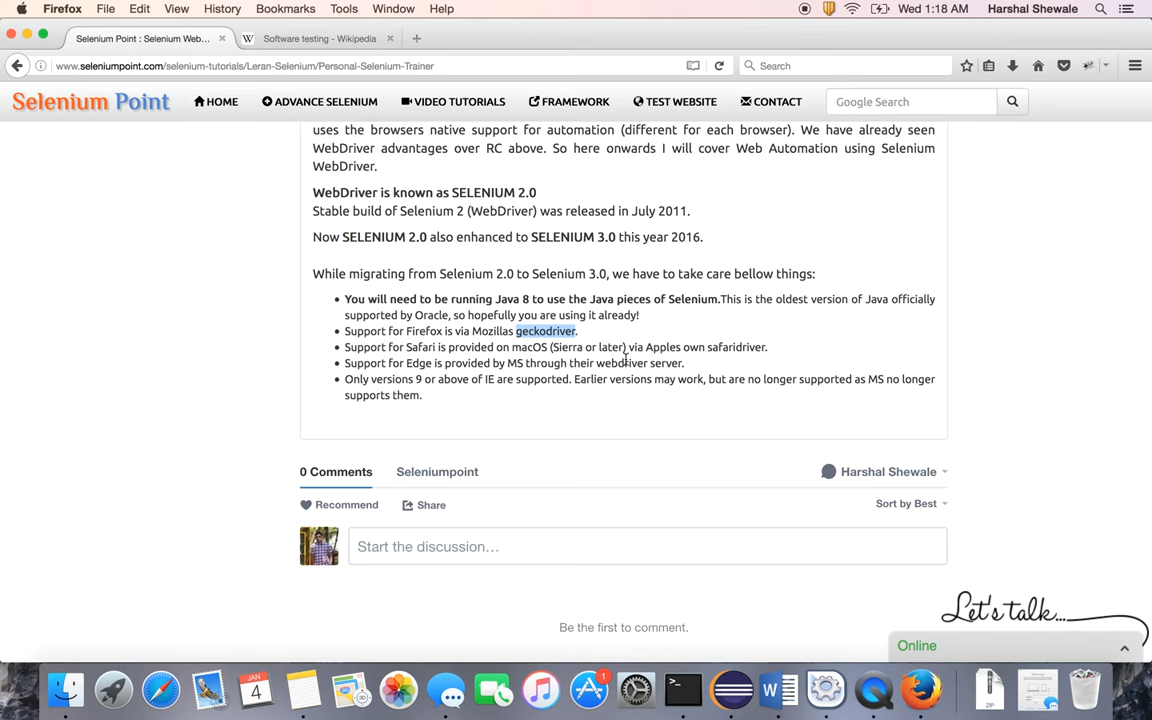 Firefox File Edit View History Bookmarks Tools Window Help Wed 1:18 AM Harshal Shewale
Selenium Point : Selenium Web... Software testing - Wikipedia
www.seleniumpoint.com/selenium-tutorials/Leran-Selenium/Personal-Selenium-Trainer Search
Selenium Point HOME ADVANCE SELENIUM VIDEO TUTORIALS FRAMEWORK TEST WEBSITE CONTACT Google Search
uses the browsers native support for automation (different for each browser). We have already seen
WebDriver advantages over RC above. So here onwards I will cover Web Automation using Selenium
WebDriver.
WebDriver is known as SELENIUM 2.0
Stable build of Selenium 2 (WebDriver) was released in July 2011.
Now SELENIUM 2.0 also enhanced to SELENIUM 3.0 this year 2016.
While migrating from Selenium 2.0 to Selenium 3.0, we have to take care bellow things:
• You will need to be running Java 8 to use the Java pieces of Selenium.This is the oldest version of Java officially
supported by Oracle, so hopefully you are using it already!
• Support for Firefox is via Mozillas geckodriver.
• Support for Safari is provided on macOS (Sierra or later) via Apples own safaridriver.
• Support for Edge is provided by MS through their webdriver server.
• Only versions 9 or above of IE are supported. Earlier versions may work, but are no longer supported as MS no longer
supports them.
0 Comments Seleniumpoint Harshal Shewale
Recommend Share Sort by Best
Start the discussion...
Be the first to comment.
Let's talk...
Online
JAN
4
1
ZIP